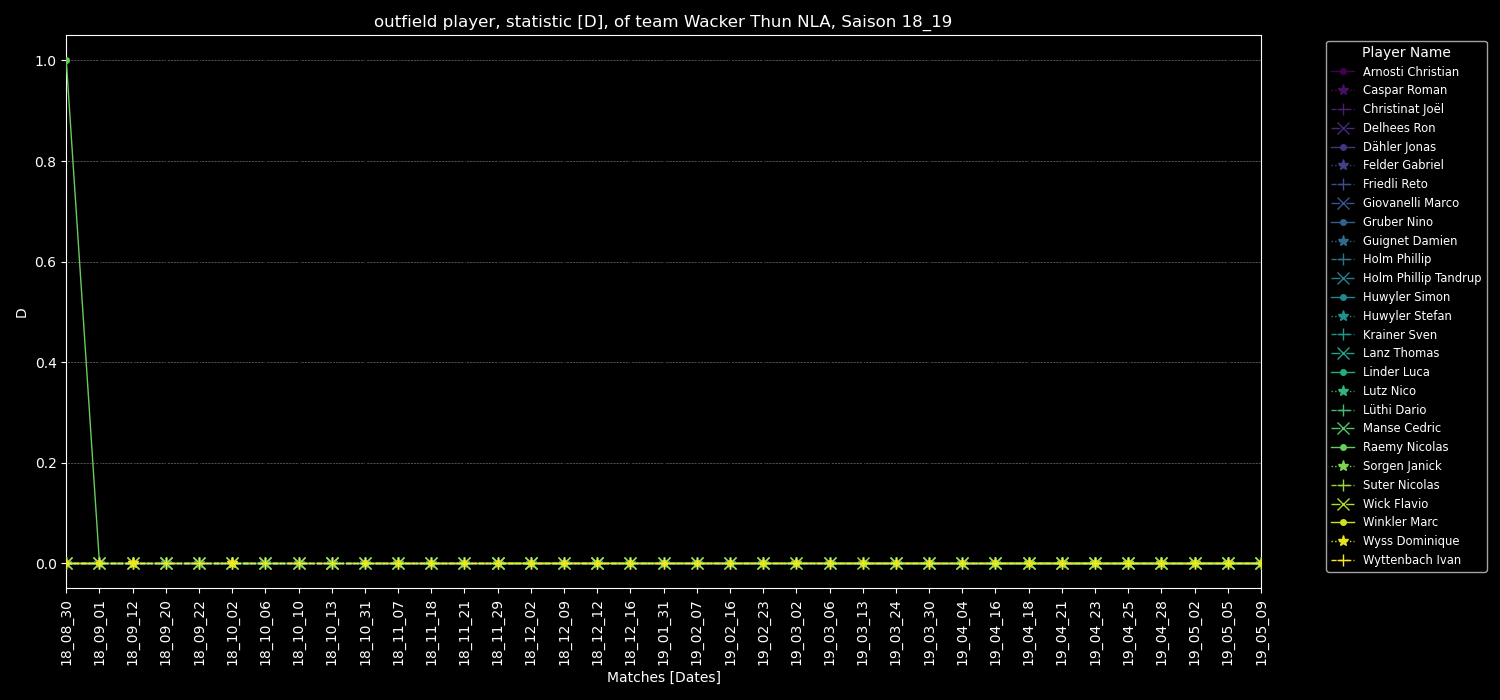 outfield player, statistic [D], of team Wacker Thun NLA, Saison 18_19
D
1.0
0.8
0.6
0.4
0.2
0.0
18_08_30
18_09_01
18_09_12
18_09_20
18_09_22
18_10_02
18_10_06
18_10_10
18_10_13
18_10_31
18_11_07
18_11_18
18_11_21
18_11_29
18_12_02
18_12_09
18_12_12
18_12_16
19_01_31
19_02_07
19_02_16
19_02_23
19_03_02
19_03_06
19_03_13
19_03_24
19_03_30
19_04_04
19_04_16
19_04_18
19_04_21
19_04_23
19_04_25
19_04_28
19_05_02
19_05_05
19_05_09
Matches [Dates]
Player Name
Arnosti Christian
Caspar Roman
Christinat Joël
Delhees Ron
Dähler Jonas
Felder Gabriel
Friedli Reto
Giovanelli Marco
Gruber Nino
Guignet Damien
Holm Phillip
Holm Phillip Tandrup
Huwyler Simon
Huwyler Stefan
Krainer Sven
Lanz Thomas
Linder Luca
Lutz Nico
Lüthi Dario
Manse Cedric
Raemy Nicolas
Sorgen Janick
Suter Nicolas
Wick Flavio
Winkler Marc
Wyss Dominique
Wyttenbach Ivan